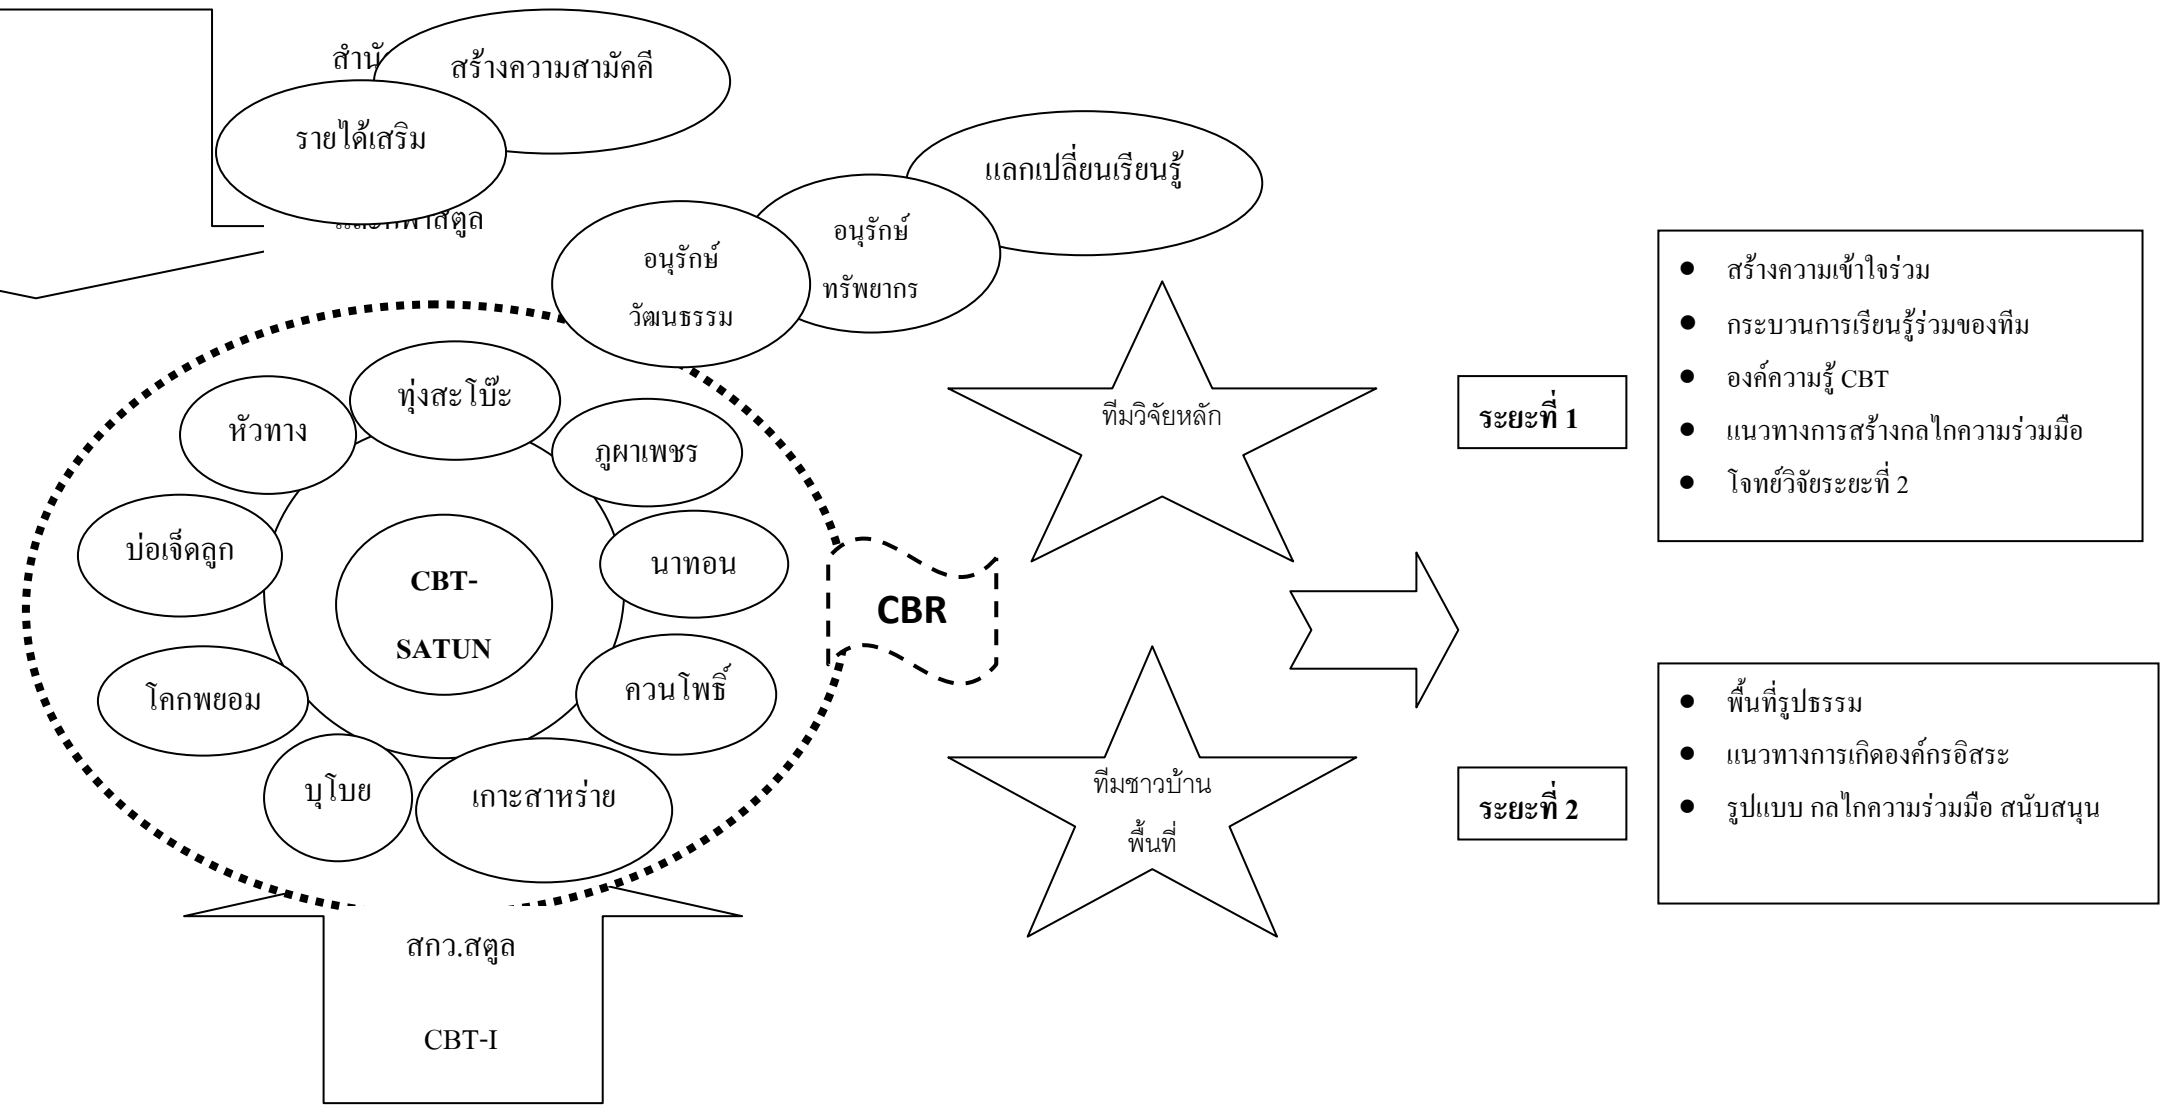 สร้างความสามัคคี
รายได้เสริม
แลกเปลี่ยนเรียนรู้
อนุรักษ์
ทรัพยากร
อนุรักษ์
วัฒนธรรม
ทุ่งสะโบ๊ะ
หัวทาง
ภูผาเพชร
บ่อเจ็ดลูก
นาทอน
CBT-
SATUN
โคกพยอม
ควนโพธิ์
บุโบย
เกาะสาหร่าย
สกว.สตูล
CBT-I
CBR
ทีมวิจัยหลัก
ทีมชาวบ้าน
พื้นที่
ระยะที่ 1
● สร้างความเข้าใจร่วม
● กระบวนการเรียนรู้ร่วมของทีม
● องค์ความรู้ CBT
● แนวทางการสร้างกลไกความร่วมมือ
● โจทย์วิจัยระยะที่ 2
ระยะที่ 2
● พื้นที่รูปธรรม
● แนวทางการเกิดองค์กรอิสระ
● รูปแบบ กลไกความร่วมมือ สนับสนุน